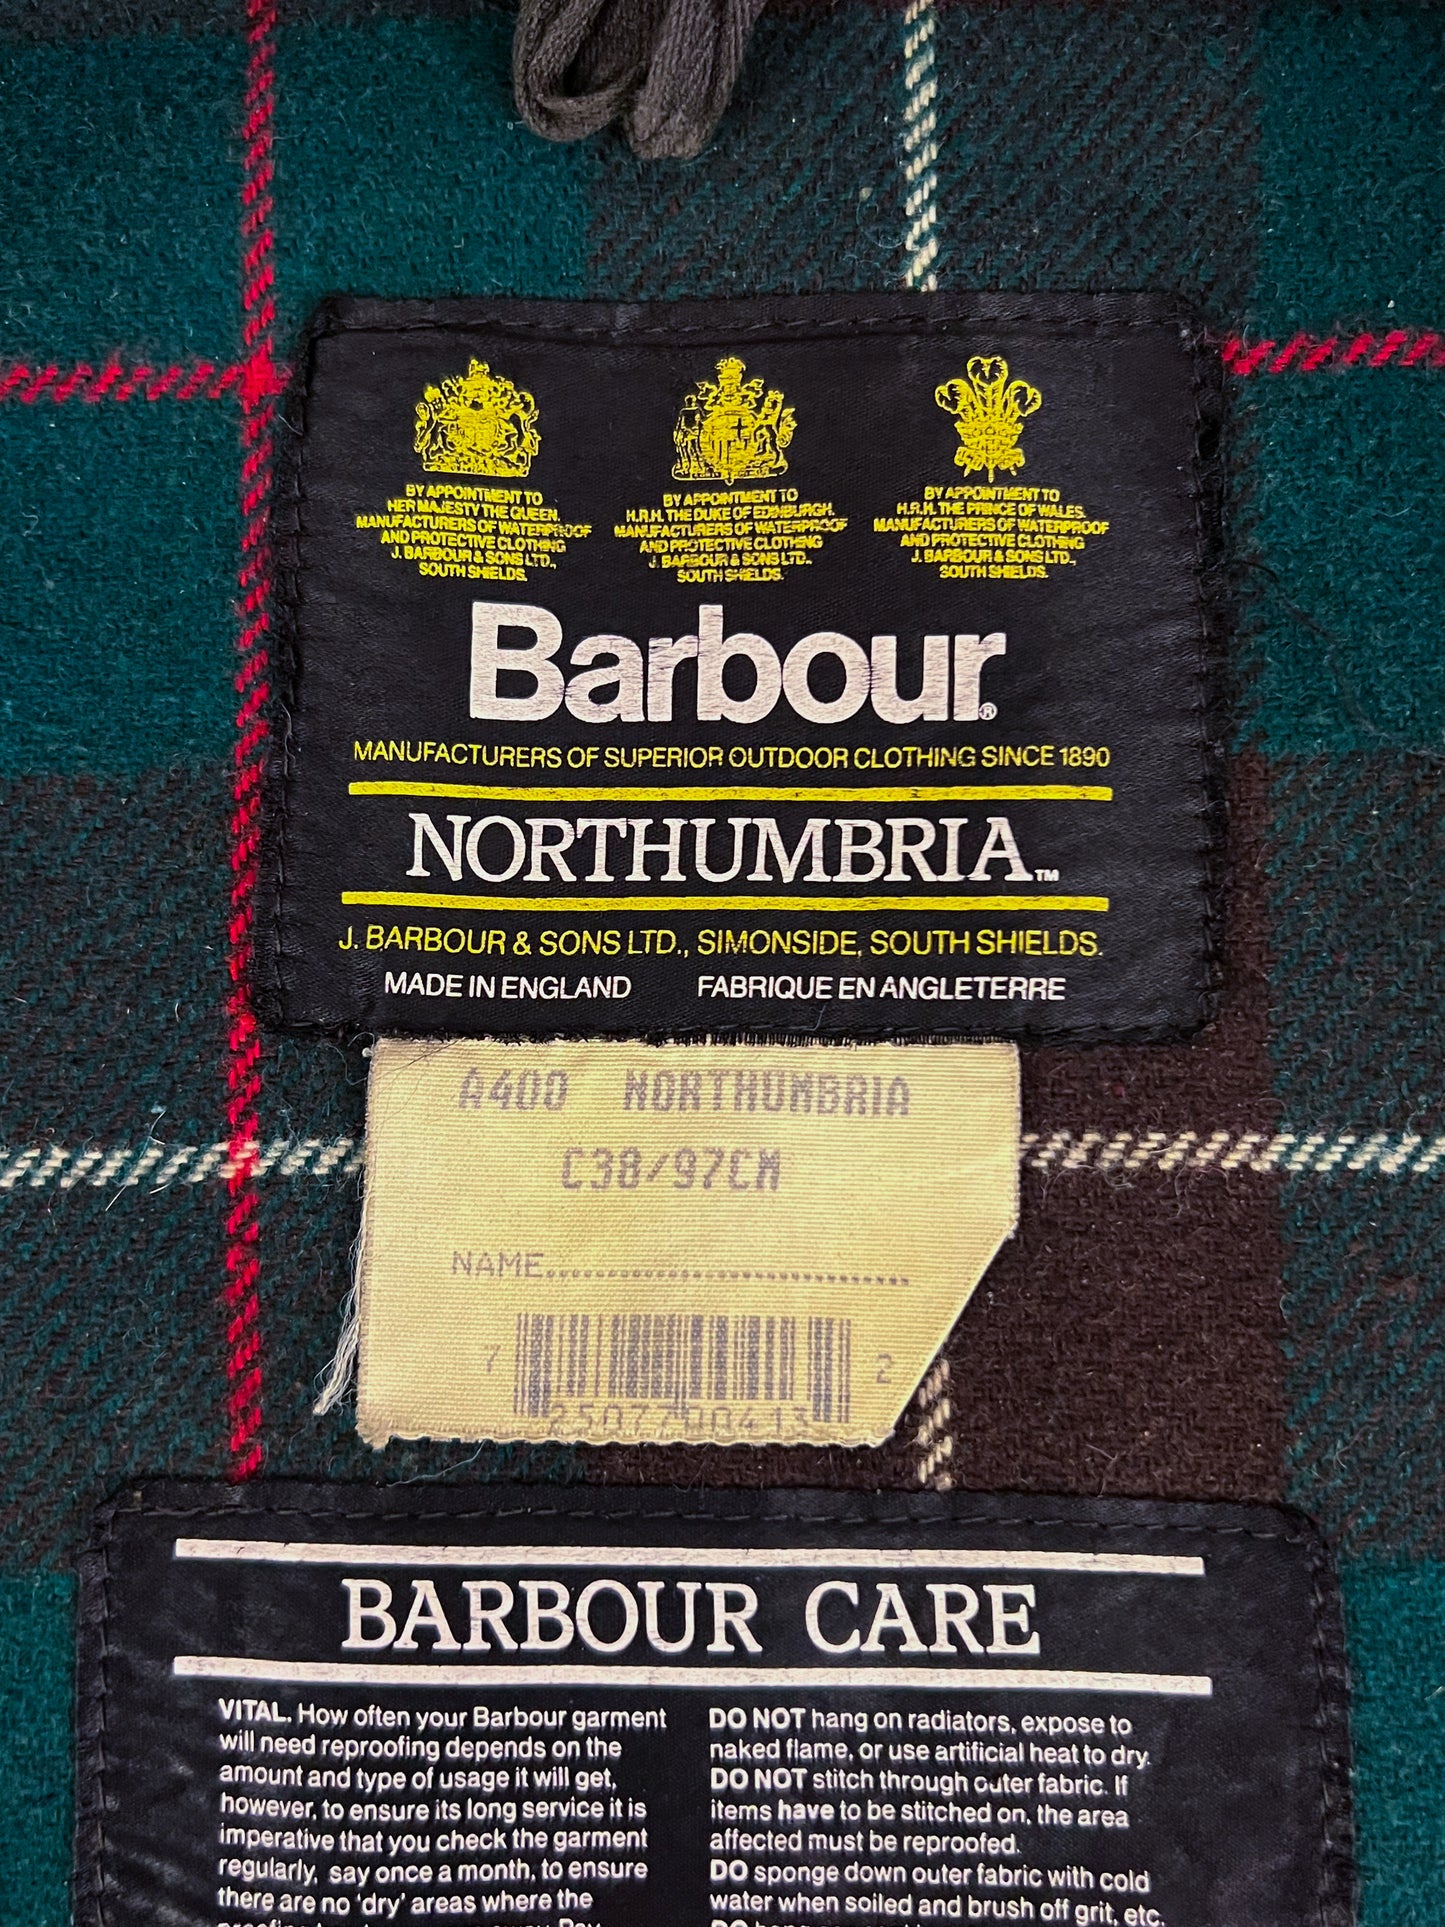 BY APPOINTMENT TO
HER MAJESTY THE QUEEN.
MANUFACTURERS OF WATERPROOF
AND PROTECTIVE CLOTHING
J. BARBOUR & SONS LTD.,
SOUTH SHIELDS.
BY APPOINTMENT TO
H.R.H. THE DUKE OF EDINBURGH.
MANUFACTURERS OF WATERPROOF
AND PROTECTIVE CLOTHING
J. BARBOUR & SONS LTD.,
SOUTH SHIELDS.
BY APPOINTMENT TO
H.R.H. THE PRINCE OF WALES.
MANUFACTURERS OF WATERPROOF
AND PROTECTIVE CLOTHING
J. BARBOUR & SONS LTD.,
SOUTH SHIELDS.
Barbour®
MANUFACTURERS OF SUPERIOR OUTDOOR CLOTHING SINCE 1890
NORTHUMBRIA™
J. BARBOUR & SONS LTD., SIMONSIDE, SOUTH SHIELDS.
MADE IN ENGLAND FABRIQUE EN ANGLETERRE
A400 NORTHUMBRIA
C38/97CM
NAME..............................
7 2
2507700413
BARBOUR CARE
VITAL. How often your Barbour garment
will need reproofing depends on the
amount and type of usage it will get,
however, to ensure its long service it is
imperative that you check the garment
regularly, say once a month, to ensure
there are no 'dry' areas where the
DO NOT hang on radiators, expose to
naked flame, or use artificial heat to dry.
DO NOT stitch through outer fabric. If
items have to be stitched on, the area
affected must be reproofed.
DO sponge down outer fabric with cold
water when soiled and brush off grit, etc.